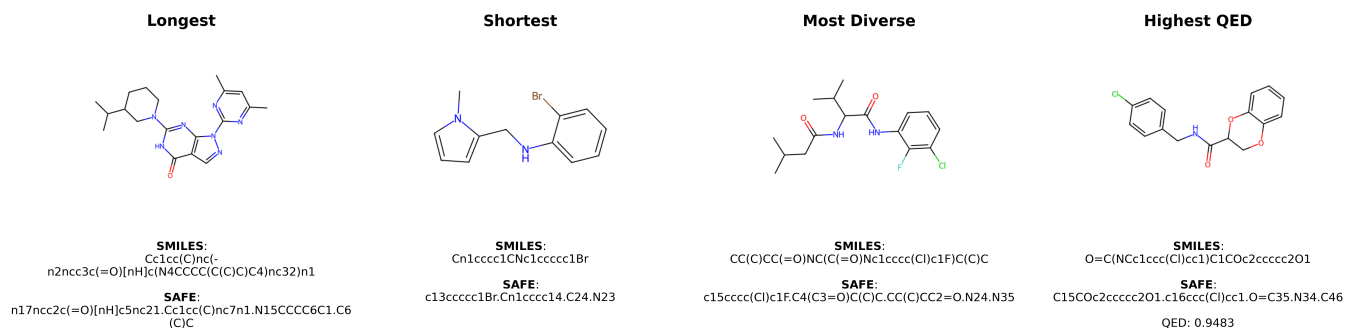 Longest
Shortest
Most Diverse
Highest QED
N
N
N
N
N
N
HN
O
N
Br
N
N
H
O
NH
O
HN
F
Cl
Cl
H
N
O
O
O
SMILES:
Cc1cc(C)nc(-
n2ncc3c(=O)[nH]c(N4CCCC(C(C)C)C4)nc32)n1
SAFE:
n17ncc2c(=O)[nH]c5nc21.Cc1cc(C)nc7n1.N15CCCC6C1.C6
(C)C
SMILES:
Cn1cccc1CNc1ccccc1Br
SAFE:
c13ccccc1Br.Cn1cccc14.C24.N23
SMILES:
CC(C)CC(=O)NC(C(=O)Nc1cccc(Cl)c1F)C(C)C
SAFE:
c15cccc(Cl)c1F.C4(C3=O)C(C)C.CC(C)CC2=O.N24.N35
SMILES:
O=C(NCc1ccc(Cl)cc1)C1COc2ccccc2O1
SAFE:
C15COc2ccccc2O1.c16ccc(Cl)cc1.O=C35.N34.C46
QED: 0.9483